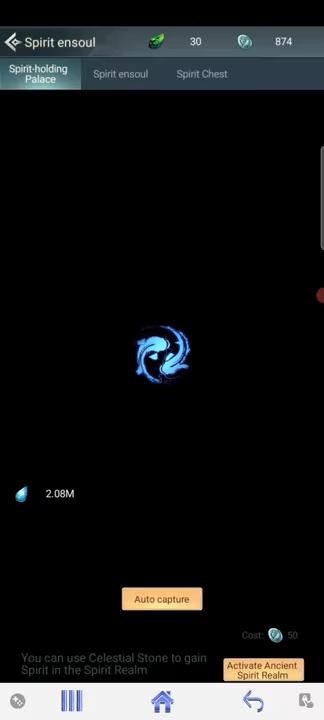 Spirit ensoul
30
874
Spirit-holding
Palace
Spirit ensoul
Spirit Chest
2.08M
Auto capture
Cost:
50
You can use Celestial Stone to gain
Spirit in the Spirit Realm
Activate Ancient
Spirit Realm